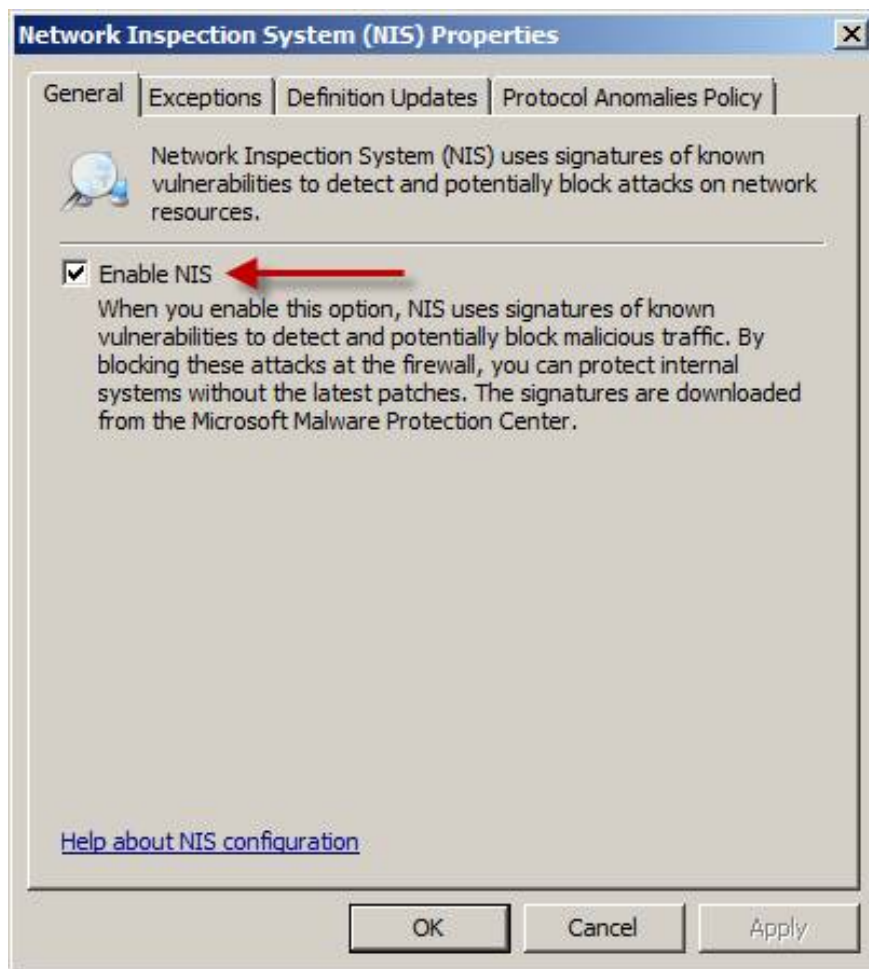 Network Inspection System (NIS) Properties
General Exceptions Definition Updates Protocol Anomalies Policy
Network Inspection System (NIS) uses signatures of known
vulnerabilities to detect and potentially block attacks on network
resources.
Enable NIS
When you enable this option, NIS uses signatures of known
vulnerabilities to detect and potentially block malicious traffic. By
blocking these attacks at the firewall, you can protect internal
systems without the latest patches. The signatures are downloaded
from the Microsoft Malware Protection Center.
Help about NIS configuration
OK Cancel Apply